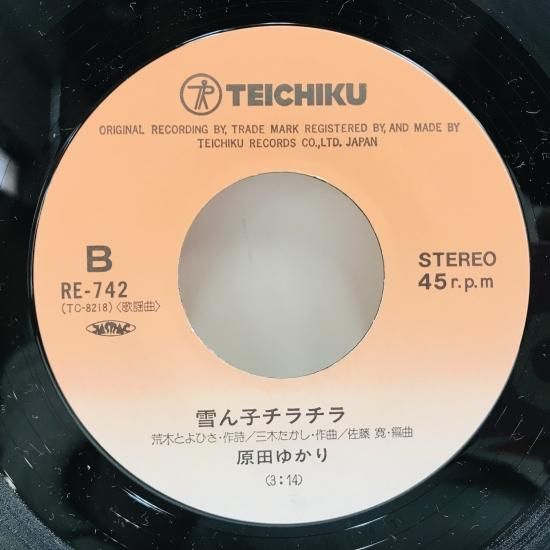 TEICHIKU
ORIGINAL RECORDING BY, TRADE MARK REGISTERED BY, AND MADE BY
TEICHIKU RECORDS CO.,LTD. JAPAN
B
STEREO
RE-742
45 r.p.m
(TC-8218)〈歌謡曲〉
JASRAC
雪ん子チラチラ
荒木とよひさ・作詩/三木たかし・作曲/佐藤 寛・編曲
原田ゆかり
(3:14)